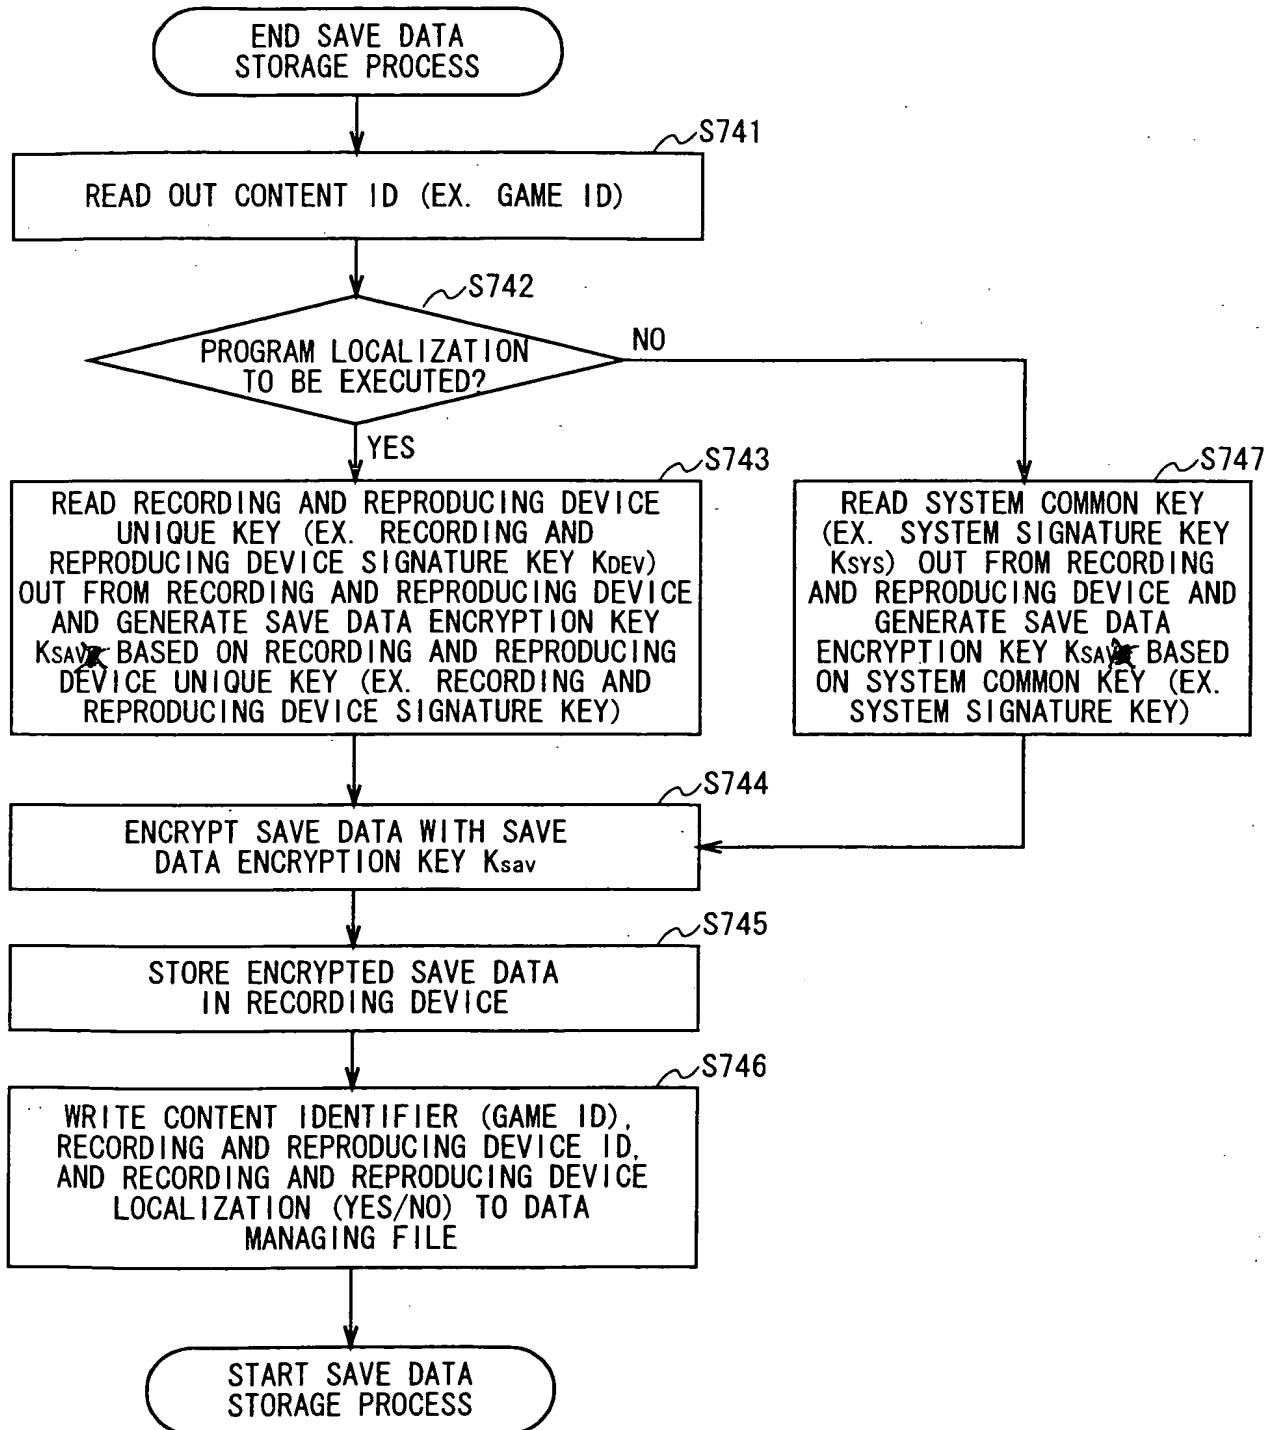 END SAVE DATA
STORAGE PROCESS
S741
READ OUT CONTENT ID (EX. GAME ID)
S742
PROGRAM LOCALIZATION
TO BE EXECUTED?
NO
YES
S743
READ RECORDING AND REPRODUCING DEVICE
UNIQUE KEY (EX. RECORDING AND
REPRODUCING DEVICE SIGNATURE KEY KDEV)
OUT FROM RECORDING AND REPRODUCING DEVICE
AND GENERATE SAVE DATA ENCRYPTION KEY
KSAV BASED ON RECORDING AND REPRODUCING
DEVICE UNIQUE KEY (EX. RECORDING AND
REPRODUCING DEVICE SIGNATURE KEY)
S747
READ SYSTEM COMMON KEY
(EX. SYSTEM SIGNATURE KEY
KSYS) OUT FROM RECORDING
AND REPRODUCING DEVICE AND
GENERATE SAVE DATA
ENCRYPTION KEY BASED
ON SYSTEM COMMON KEY (EX.
SYSTEM SIGNATURE KEY)
S744
ENCRYPT SAVE DATA WITH SAVE
DATA ENCRYPTION KEY Ksav
S745
STORE ENCRYPTED SAVE DATA
IN RECORDING DEVICE
S746
WRITE CONTENT IDENTIFIER (GAME ID),
RECORDING AND REPRODUCING DEVICE ID,
AND RECORDING AND REPRODUCING DEVICE
LOCALIZATION (YES/NO) TO DATA
MANAGING FILE
START SAVE DATA
STORAGE PROCESS